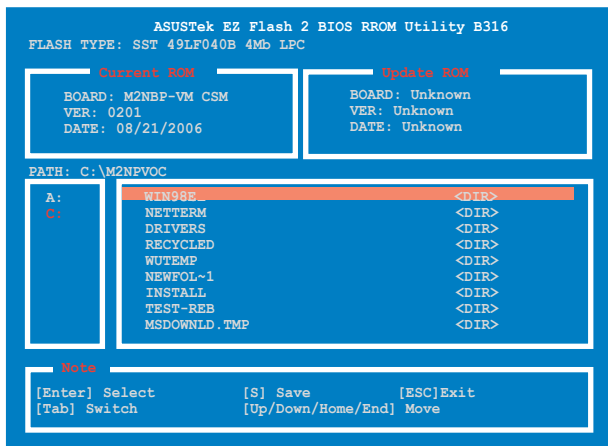 ASUSTek EZ Flash 2 BIOS RROM Utility B316
FLASH TYPE: SST 49LF040B 4Mb LPC
Current ROM Update ROM
BOARD: M2NBP-VM CSM BOARD: Unknown
VER: 0201 VER: Unknown
DATE: 08/21/2006 DATE: Unknown
PATH: C:\M2NPVOC
A: WIN98E_ <DIR>
C: NETTERM <DIR>
DRIVERS <DIR>
RECYCLED <DIR>
WUTEMP <DIR>
NEWFOL~1 <DIR>
INSTALL <DIR>
TEST-REB <DIR>
MSDOWNLD.TMP <DIR>
Note
[Enter] Select [S] Save [ESC]Exit
[Tab] Switch [Up/Down/Home/End] Move